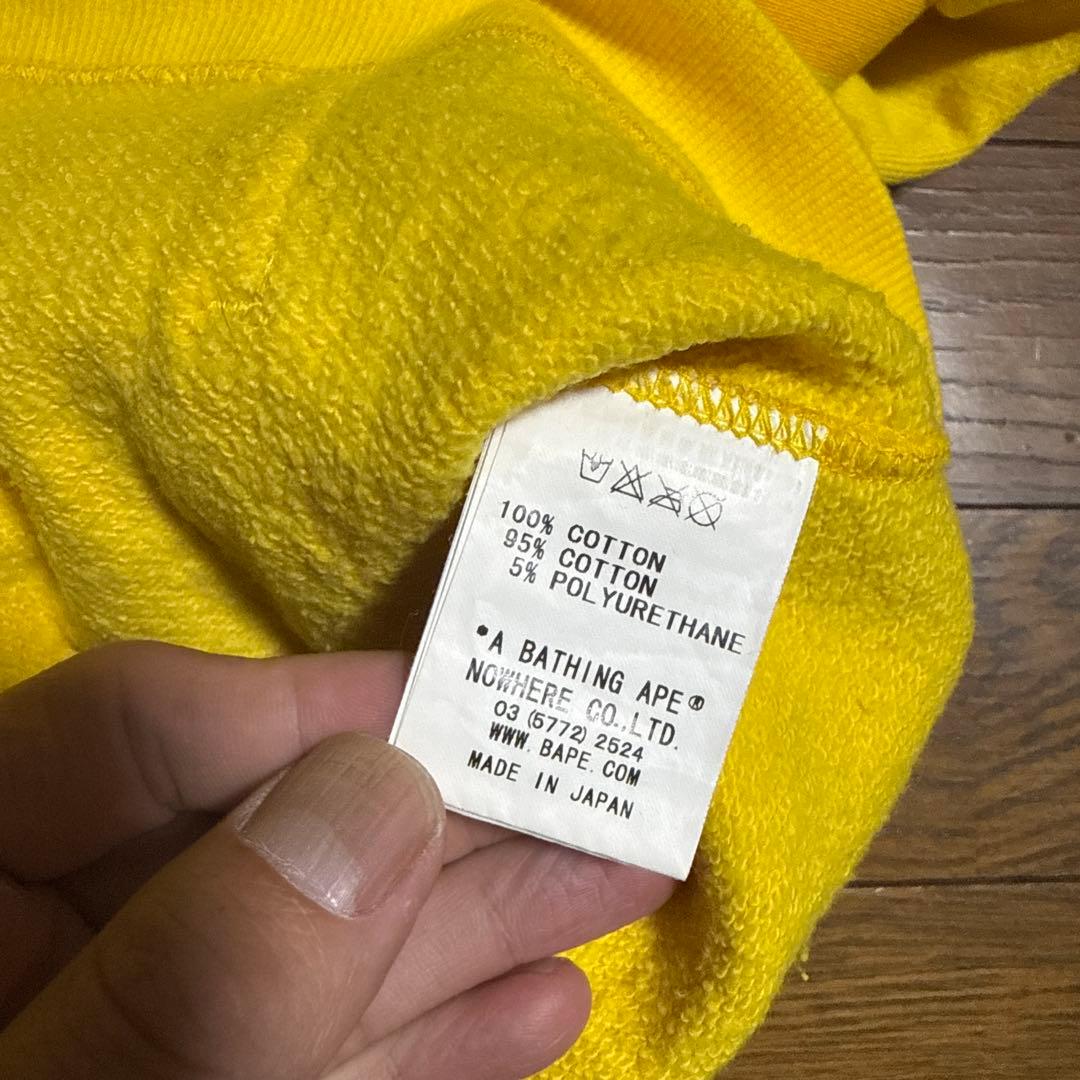 100% COTTON
95% COTTON
5% POLYURETHANE
•A BATHING APE®
NOWHERE CO.,LTD.
03 (5772) 2524
WWW. BAPE. COM
MADE IN JAPAN